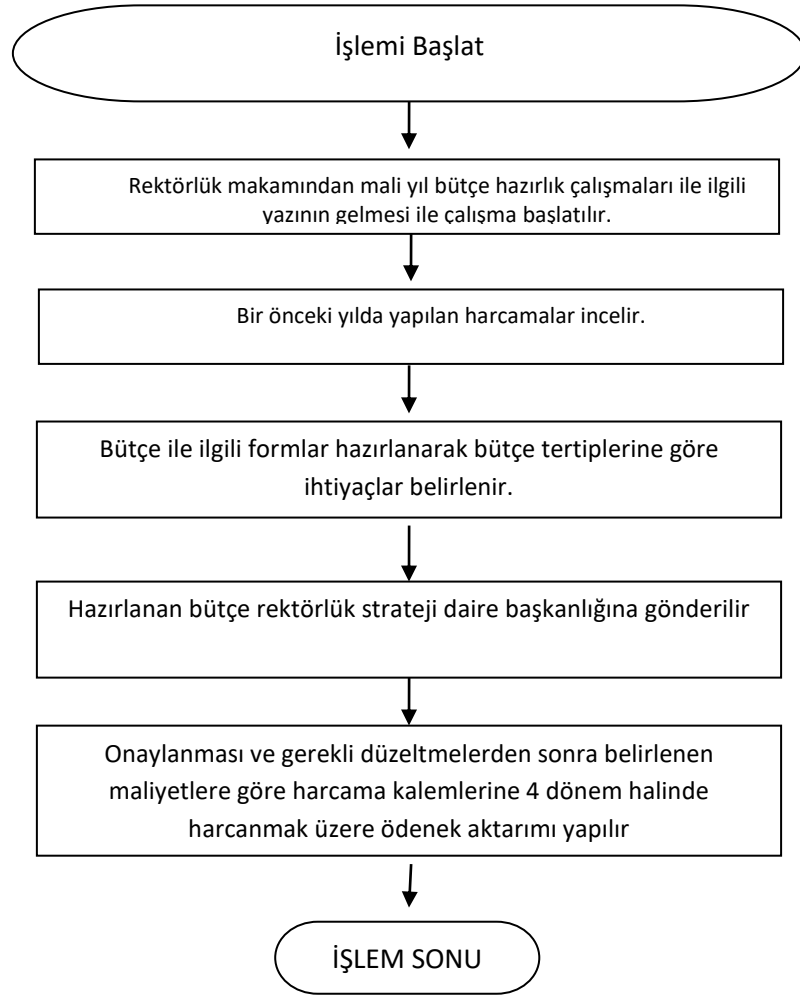 İşlemi Başlat
Rektörlük makamından mali yıl bütçe hazırlık çalışmaları ile ilgili
yazının gelmesi ile çalışma başlatılır.
Bir önceki yılda yapılan harcamalar incelir.
Bütçe ile ilgili formlar hazırlanarak bütçe tertiplerine göre
ihtiyaçlar belirlenir.
Hazırlanan bütçe rektörlük strateji daire başkanlığına gönderilir
Onaylanması ve gerekli düzeltmelerden sonra belirlenen
maliyetlere göre harcama kalemlerine 4 dönem halinde
harcanmak üzere ödenek aktarımı yapılır
İŞLEM SONU